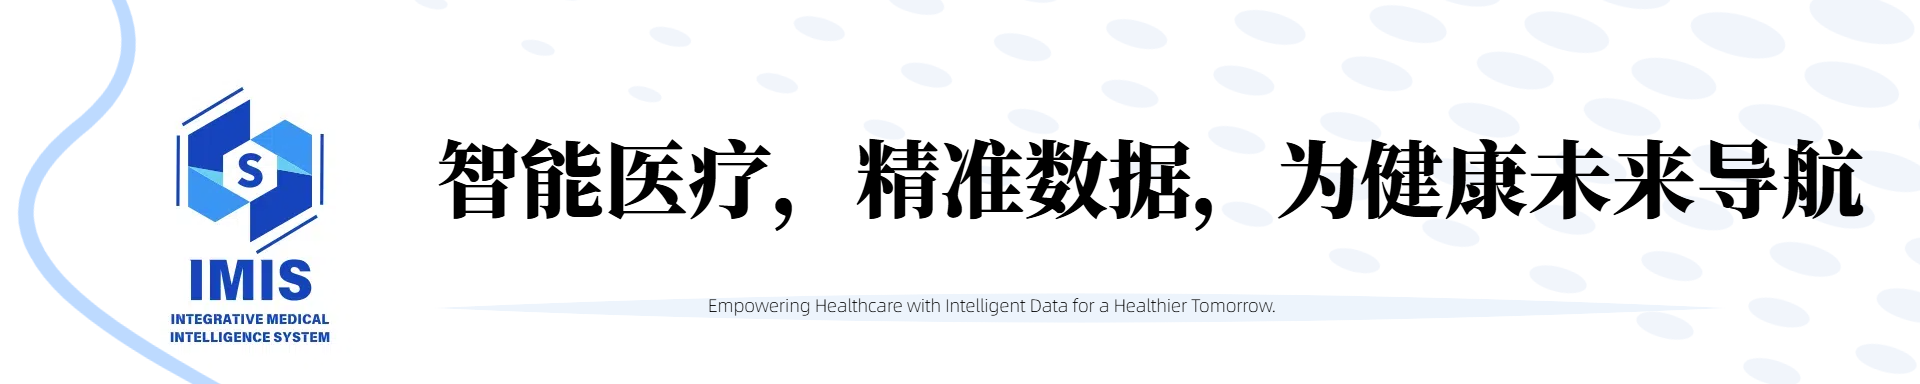 S
IMIS
INTEGRATIVE MEDICAL
INTELLIGENCE SYSTEM
智能医疗，精准数据，为健康未来导航
Empowering Healthcare with Intelligent Data for a Healthier Tomorrow.